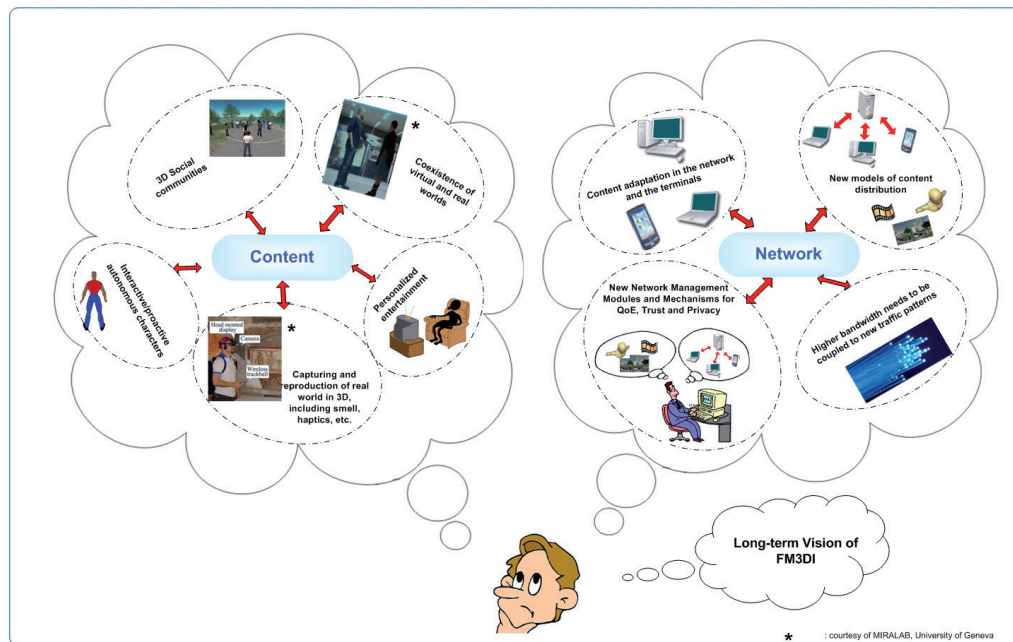 3D Social
communities
*
Coexistence of
virtual and real
worlds
Content
Interactive/proactive
autonomous characters
Personalized
entertainment
*
Head monted
display
Camera
Wireless
trackball
Capturing and
reproduction of real
world in 3D,
including smell,
haptics, etc.
Content adaptation in the network
and the terminals
New models of content
distribution
Network
New Network Management
Modules and Mechanisms for
QoE, Trust and Privacy
Higher bandwidth needs to be
coupled to new traffic patterns
Long-term Vision of
FM3DI
* : courtesy of MIRALAB, University of Geneva